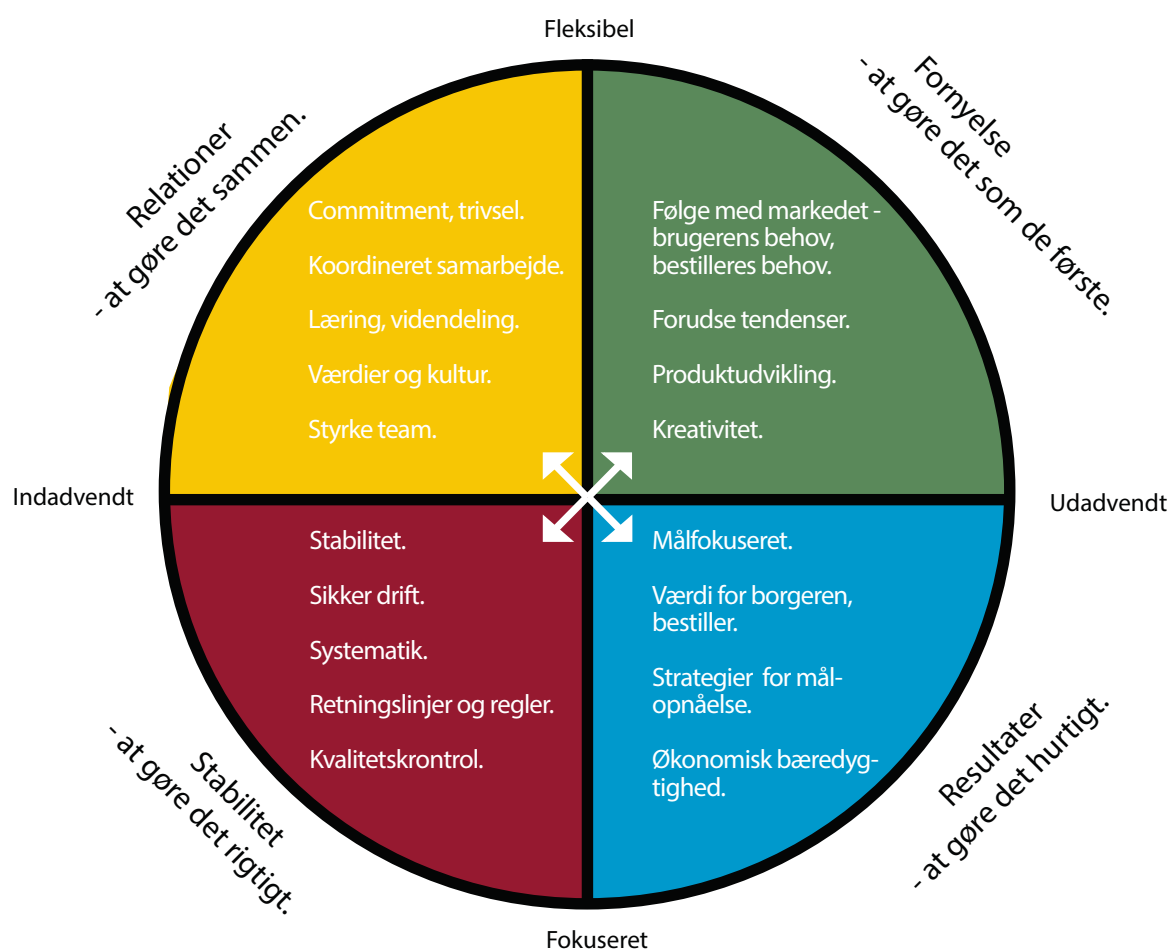 Fleksibel
Relationer
- at gøre det sammen.
Fornyelse
- at gøre det som de første.
Commitment, trivsel.
Koordineret samarbejde.
Læring, videndeling.
Værdier og kultur.
Styrke team.
Følge med markedet -
brugerens behov,
bestilleres behov.
Forudse tendenser.
Produktudvikling.
Kreativitet.
Indadvendt
Udadvendt
Stabilitet.
Sikker drift.
Systematik.
Retningslinjer og regler.
Kvalitetskrontrol.
Målfokuseret.
Værdi for borgeren,
bestiller.
Strategier for mål-
opnåelse.
Økonomisk bæredyg-
tighed.
Stabilitet
- at gøre det rigtigt.
Resultater
- at gøre det hurtigt.
Fokuseret